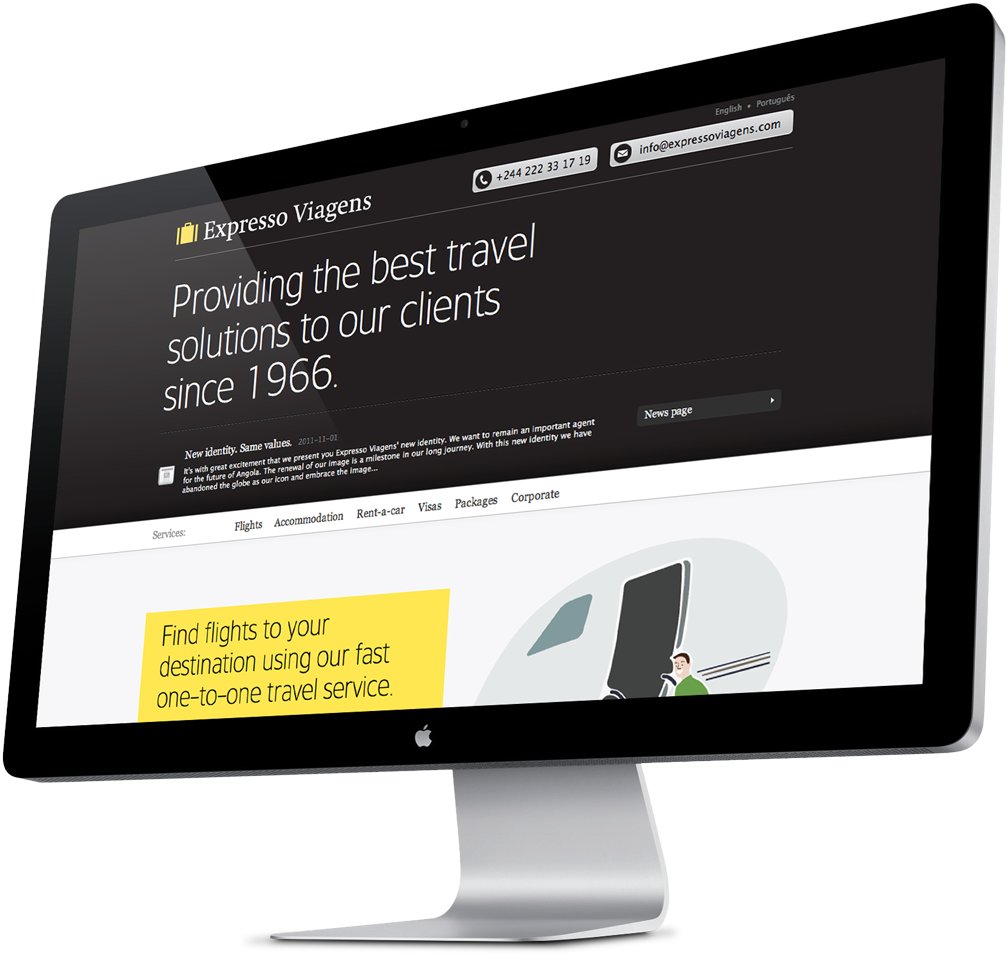 English • Português
+244 222 33 17 19
info@expressoviagens.com
Expresso Viagens
Providing the best travel
solutions to our clients
since 1966.
New identity. Same values. 2011-11-01
It's with great excitement that we present you Expresso Viagens' new identity. We want to remain an important agent
for the future of Angola. The renewal of our image is a milestone in our long journey. With this new identity we have
abandoned the globe as our icon and embrace the image...
News page
Services: Flights Accommodation Rent-a-car Visas Packages Corporate
Find flights to your
destination using our fast
one-to-one travel service.